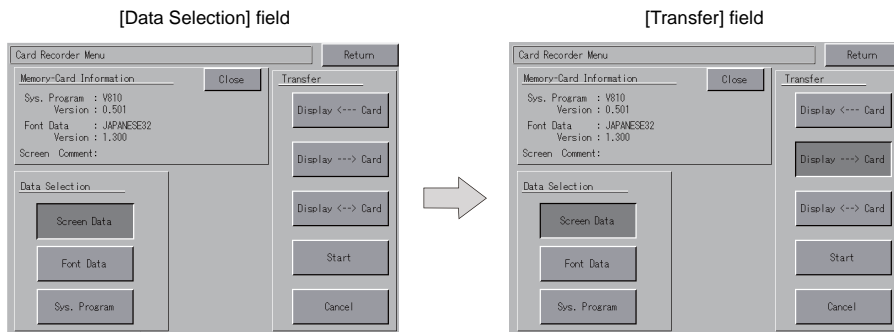 [Data Selection] field
Card Recorder Menu
Return
Memory-Card Information
Close
Sys. Program : V810
Version : 0.501
Font Data : JAPANESE32
Version : 1.300
Screen Comment:
Transfer
Display <--- Card
Display ---> Card
Display <--> Card
Start
Cancel
Data Selection
Screen Data
Font Data
Sys. Program
[Transfer] field
Card Recorder Menu
Return
Memory-Card Information
Close
Sys. Program : V810
Version : 0.501
Font Data : JAPANESE32
Version : 1.300
Screen Comment:
Transfer
Display <--- Card
Display ---> Card
Display <--> Card
Start
Cancel
Data Selection
Screen Data
Font Data
Sys. Program